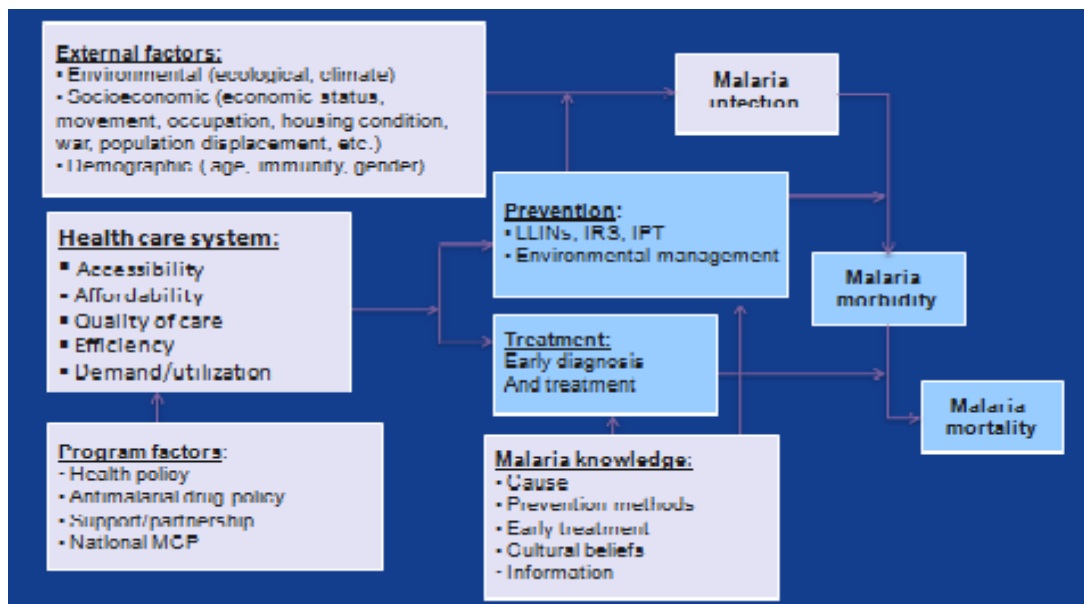 External factors:
▪ Environmental (ecological, climate)
▪ Socioeconomic (economic status,
movement, occupation, housing condition,
war, population displacement, etc.)
▪ Demographic ( age, immunity, gender)
Malaria
infection
Prevention:
▪ LLINs, IRS, IPT
▪ Environmental management
Health care system:
▪ Accessibility
▪ Affordability
▪ Quality of care
▪ Efficiency
▪ Demand/utilization
Malaria
morbidity
Treatment:
Early diagnosis
And treatment
Malaria
mortality
Program factors:
- Health policy
▪ Antimalarial drug policy
▪ Support/partnership
▪ National MCP
Malaria knowledge:
▪ Cause
▪ Prevention methods
▪ Early treatment
▪ Cultural beliefs
- Information